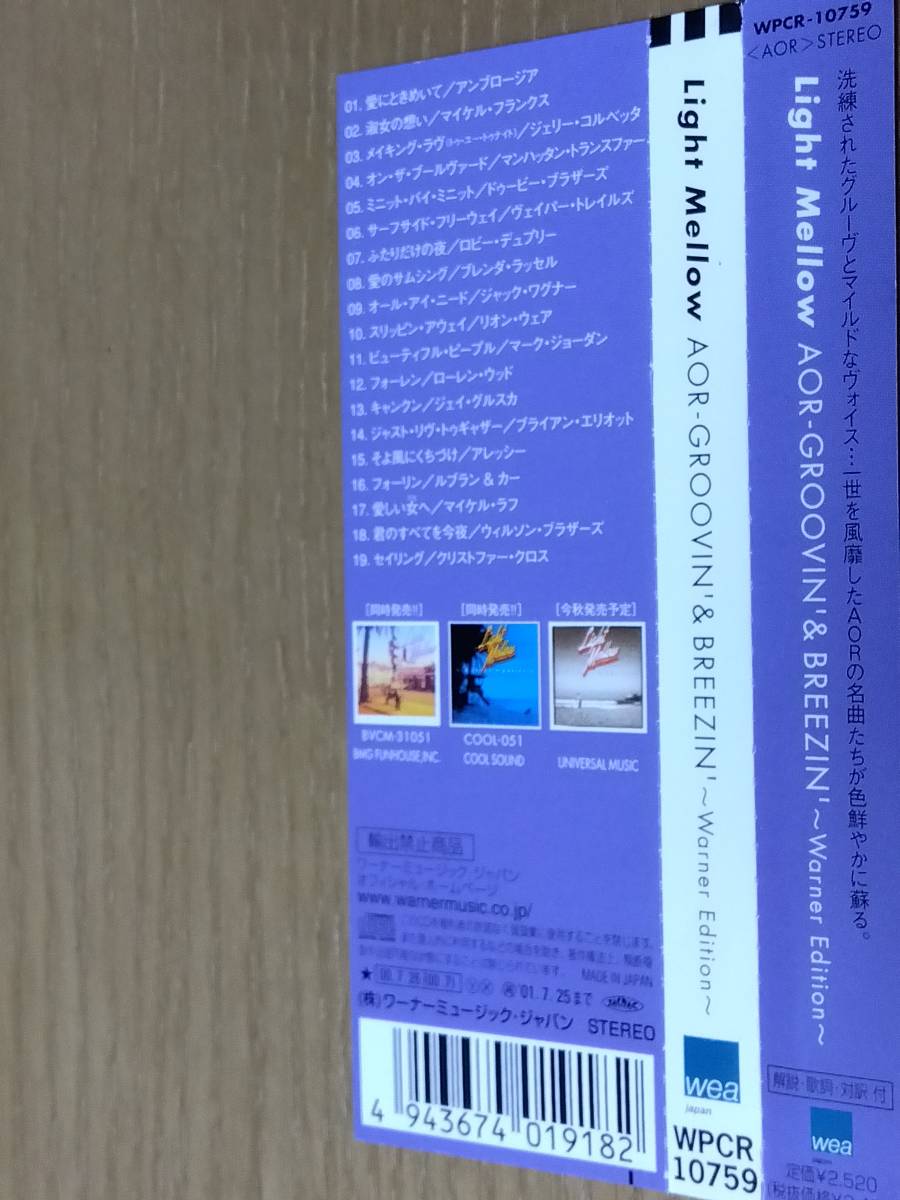 01. 愛にときめいて/アンブロージア
02. 淑女の想い/マイケル・フランクス
03. メイキング・ラヴ(トゥ・ユー・トゥナイト)/ジェリー・コルベッタ
04. オン・ザ・ブールヴァード/マンハッタン・トランスファー
05. ミニット・バイ・ミニット/ドゥービー・ブラザーズ
06. サーフサイド・フリーウェイ/ヴェイパー・トレイルズ
07. ふたりだけの夜/ロビー・デュプリー
08. 愛のサムシング/ブレンダ・ラッセル
09. オール・アイ・ニード/ジャック・ワグナー
10. スリッピン・アウェイ/リオン・ウェア
11. ビューティフル・ピープル/マーク・ジョーダン
12. フォーレン/ローレン・ウッド
13. キャンクン/ジェイ・グルスカ
14. ジャスト・リヴ・トゥギャザー/ブライアン・エリオット
15. そよ風にくちづけ/アレッシー
16. フォーリン/ルブラン & カー
17. 愛しい女へ/マイケル・ラフ
18. 君のすべてを今夜/ウィルソン・ブラザーズ
19. セイリング/クリストファー・クロス
[同時発売!!]
[同時発売!!]
[今秋発売予定]
Light Mellow
Light Mellow
BVCM-31051
BMG FUNHOUSE,INC.
COOL-051
COOL SOUND
UNIVERSAL MUSIC
輸出禁止商品
ワーナーミュージック・ジャパン
オフィシャル・ホームページ
www.warnermusic.co.jp/
MADE IN JAPAN
'01.7.25まで
(株)ワーナーミュージック・ジャパン STEREO
4 943674 019182
Light Mellow AOR-GROOVIN' & BREEZIN' ~Warner Edition~
wea
japan
WPCR
10759
WPCR-10759
<AOR> STEREO
洗練されたグルーヴとマイルドなヴォイス…一世を風靡したAORの名曲たちが色鮮やかに蘇る。
Light Mellow AOR-GROOVIN' & BREEZIN' ~Warner Edition~
解説・歌詞・対訳 付
wea
定価¥2,520